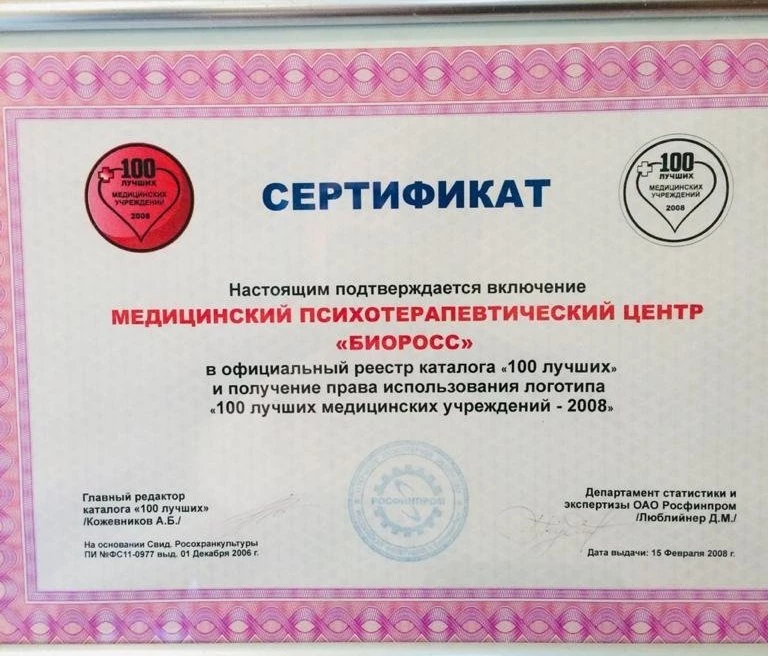 100
ЛУЧШИХ
МЕДИЦИНСКИХ
УЧРЕЖДЕНИЙ
2008
СЕРТИФИКАТ
100
ЛУЧШИХ
МЕДИЦИНСКИХ
УЧРЕЖДЕНИЙ
2008
Настоящим подтверждается включение
МЕДИЦИНСКИЙ ПСИХОТЕРАПЕВТИЧЕСКИЙ ЦЕНТР
«БИОРОСС»
в официальный реестр каталога «100 лучших»
и получение права использования логотипа
«100 лучших медицинских учреждений - 2008»
РОСФИНПРОМ
Главный редактор
каталога «100 лучших»
/Кожевников А.Б./
На основании Свид. Росохранкультуры
ПИ №ФС11-0977 выд. 01 Декабря 2006 г.
Департамент статистики и
экспертизы ОАО Росфинпром
/Люблийнер Д.М./
Дата выдачи: 15 Февраля 2008 г.